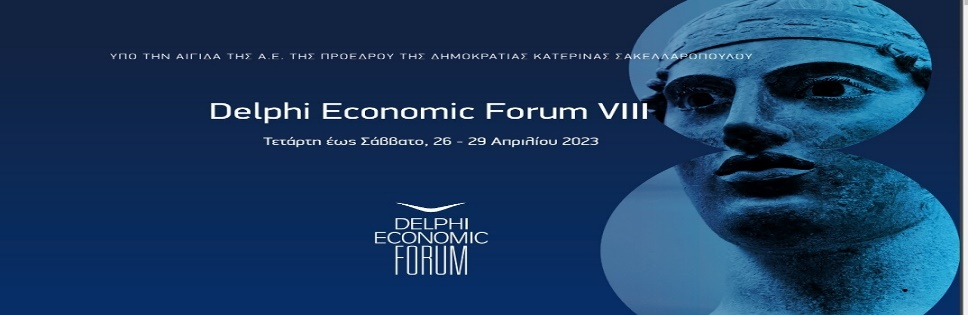 ΥΠΟ ΤΗΝ ΑΙΓΙΔΑ ΤΗΣ Α.Ε. ΤΗΣ ΠΡΟΕΔΡΟΥ ΤΗΣ ΔΗΜΟΚΡΑΤΙΑΣ ΚΑΤΕΡΙΝΑΣ ΣΑΚΕΛΛΑΡΟΠΟΥΛΟΥ
Delphi Economic Forum VIII
Τετάρτη έως Σάββατο, 26 - 29 Απριλίου 2023
DELPHI
ECONOMIC
FORUM